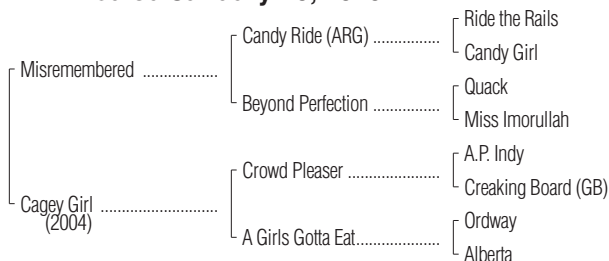 Ride the Rails
Candy Ride (ARG) ................
Candy Girl
Misremembered ..................
Quack
Beyond Perfection ................
Miss Imorullah
A.P. Indy
Crowd Pleaser ......................
Creaking Board (GB)
Cagey Girl ............................
(2004)
Ordway
A Girls Gotta Eat....................
Alberta